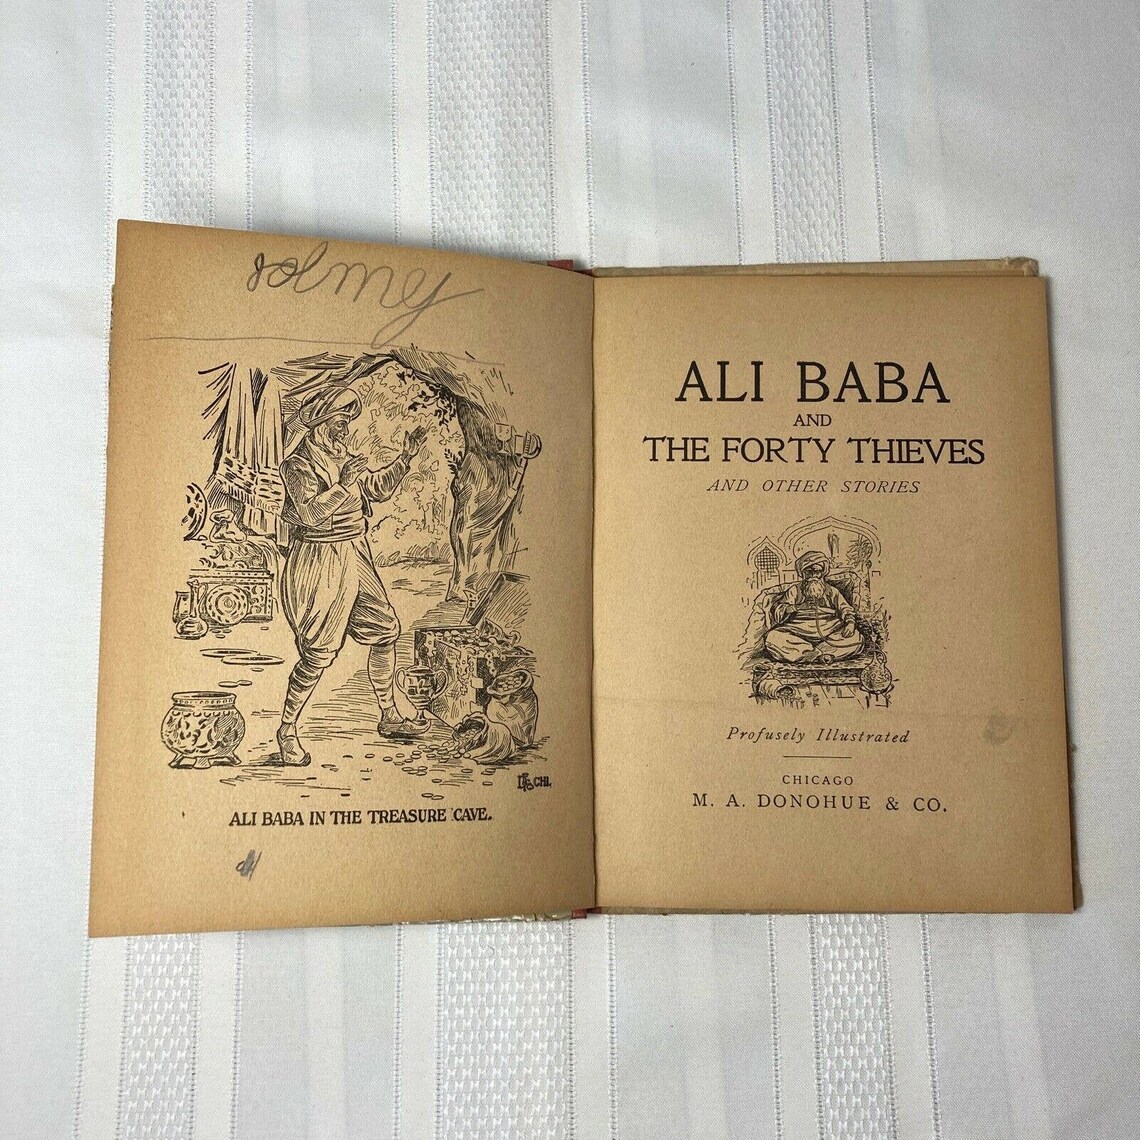 ALI BABA IN THE TREASURE CAVE.
ALI BABA
AND
THE FORTY THIEVES
AND OTHER STORIES
Profusely Illustrated
CHICAGO
M. A. DONOHUE & CO.